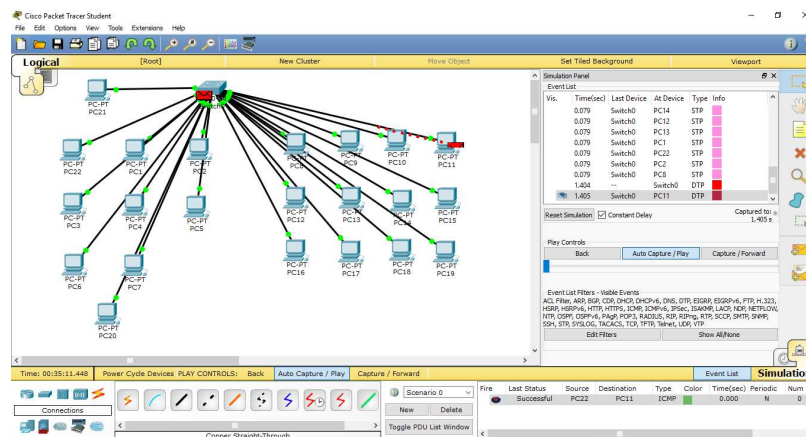 Cisco Packet Tracer Student
File Edit Options View Tools Extensions Help
Logical [Root] New Cluster Move Object Set Tiled Background Viewport
PC-PT
PC21
PC-PT
PC22
PC-PT
PC1
PC-PT
PC2
PC-PT
PC9
PC-PT
PC10
PC-PT
PC11
PC-PT
PC3
PC-PT
PC4
PC-PT
PC5
PC-PT
PC12
PC-PT
PC13
PC-PT
PC15
PC-PT
PC6
PC-PT
PC7
PC-PT
PC16
PC-PT
PC17
PC-PT
PC18
PC-PT
PC19
PC-PT
PC20
Simulation Panel
Event List
Vis. Time(sec) Last Device At Device Type Info
0.079 Switch0 PC14 STP
0.079 Switch0 PC12 STP
0.079 Switch0 PC13 STP
0.079 Switch0 PC1 STP
0.079 Switch0 PC22 STP
0.079 Switch0 PC2 STP
0.079 Switch0 PC8 STP
1.404 -- Switch0 DTP
1.405 Switch0 PC11 DTP
Reset Simulation Constant Delay Captured to:
1.405 s
Play Controls
Back Auto Capture / Play Capture / Forward
Event List Filters - Visible Events
ACL Filter, ARP, BGP, CDP, DHCP, DHCPv6, DNS, DTP, EIGRP, EIGRPv6, FTP, H.323,
HSRP, HSRPv6, HTTP, HTTPS, ICMP, ICMPv6, IPSec, ISAKMP, LACP, NDP, NETFLOW,
NTP, OSPF, OSPFv6, PAgP, POP3, RADIUS, RIP, RIPng, RTP, SCCP, SMTP, SNMP,
SSH, STP, SYSLOG, TACACS, TCP, TFTP, Telnet, UDP, VTP
Edit Filters Show All/None
Time: 00:35:11.448 Power Cycle Devices PLAY CONTROLS: Back Auto Capture / Play Capture / Forward Event List Simulation
Connections
Copper Straight-Through
Scenario 0
New Delete
Toggle PDU List Window
Fire Last Status Source Destination Type Color Time(sec) Periodic Num
Successful PC22 PC11 ICMP 0.000 N 0